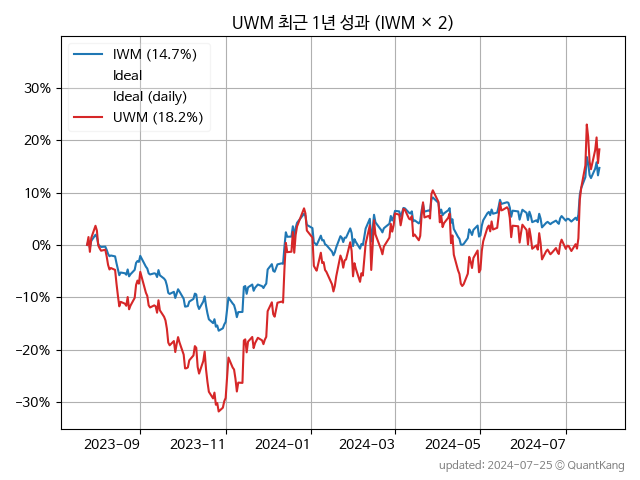 UWM 최근 1년 성과 (IWM × 2)
IWM (14.7%)
Ideal
Ideal (daily)
UWM (18.2%)
30%
20%
10%
0%
−10%
−20%
−30%
2023−09
2023−11
2024−01
2024−03
2024−05
2024−07
updated: 2024-07-25 © QuantKang